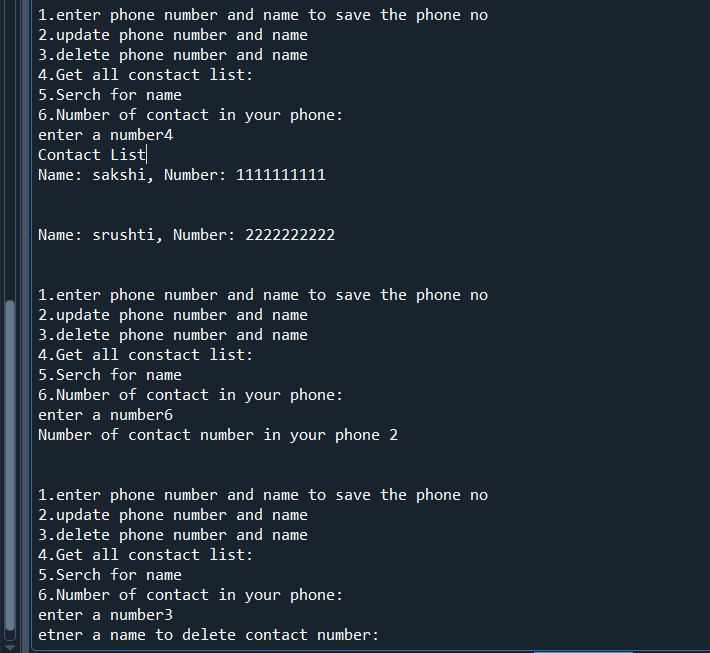 1.enter phone number and name to save the phone no
2.update phone number and name
3.delete phone number and name
4.Get all constact list:
5.Serch for name
6.Number of contact in your phone:
enter a number4
Contact List
Name: sakshi, Number: 1111111111
Name: srushti, Number: 2222222222
1.enter phone number and name to save the phone no
2.update phone number and name
3.delete phone number and name
4.Get all constact list:
5.Serch for name
6.Number of contact in your phone:
enter a number6
Number of contact number in your phone 2
1.enter phone number and name to save the phone no
2.update phone number and name
3.delete phone number and name
4.Get all constact list:
5.Serch for name
6.Number of contact in your phone:
enter a number3
etner a name to delete contact number: